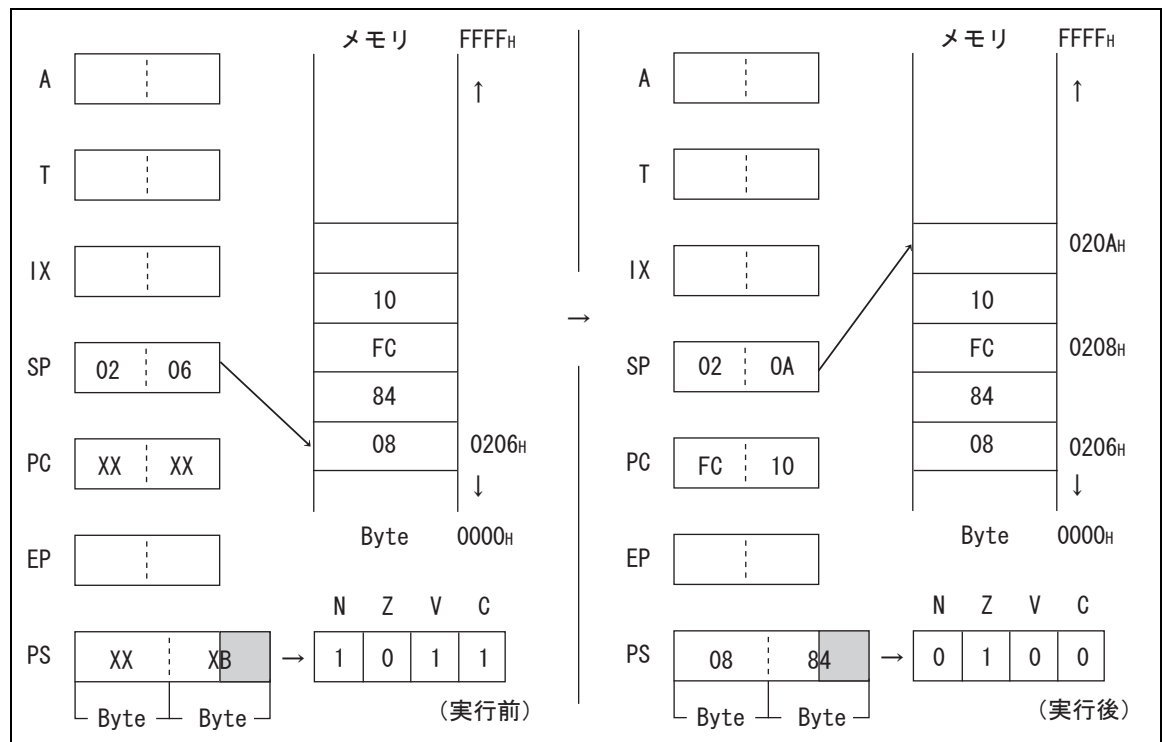 メモリ FFFFH
A
↑
T
IX
10
FC
SP 02 06
84
08 0206H
PC XX XX
↓
Byte 0000H
EP
N Z V C
PS XX XB → 1 0 1 1
Byte Byte (実行前)
→
メモリ FFFFH
A
↑
T
020AH
IX
10
FC 0208H
SP 02 0A
84
08 0206H
PC FC 10
↓
Byte 0000H
EP
N Z V C
PS 08 84 → 0 1 0 0
Byte Byte (実行後)